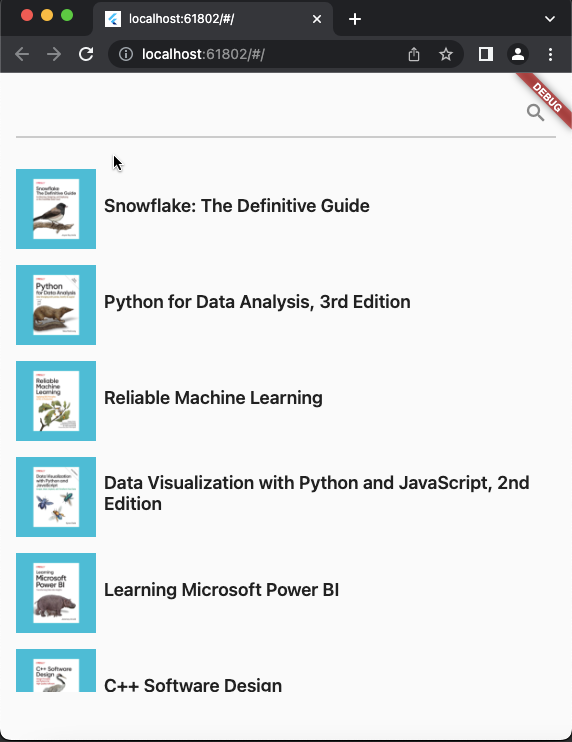 localhost:61802/#/
localhost:61802/#/
DEBUG
Snowflake
The Definitive Guide
Snowflake: The Definitive Guide
Python
for Data Analysis
Python for Data Analysis, 3rd Edition
Reliable
Machine
Learning
Reliable Machine Learning
Data Visualization
with Python and
JavaScript
Data Visualization with Python and JavaScript, 2nd
Edition
Learning
Microsoft
Power BI
Learning Microsoft Power BI
C++ Software
Design
C++ Software Design